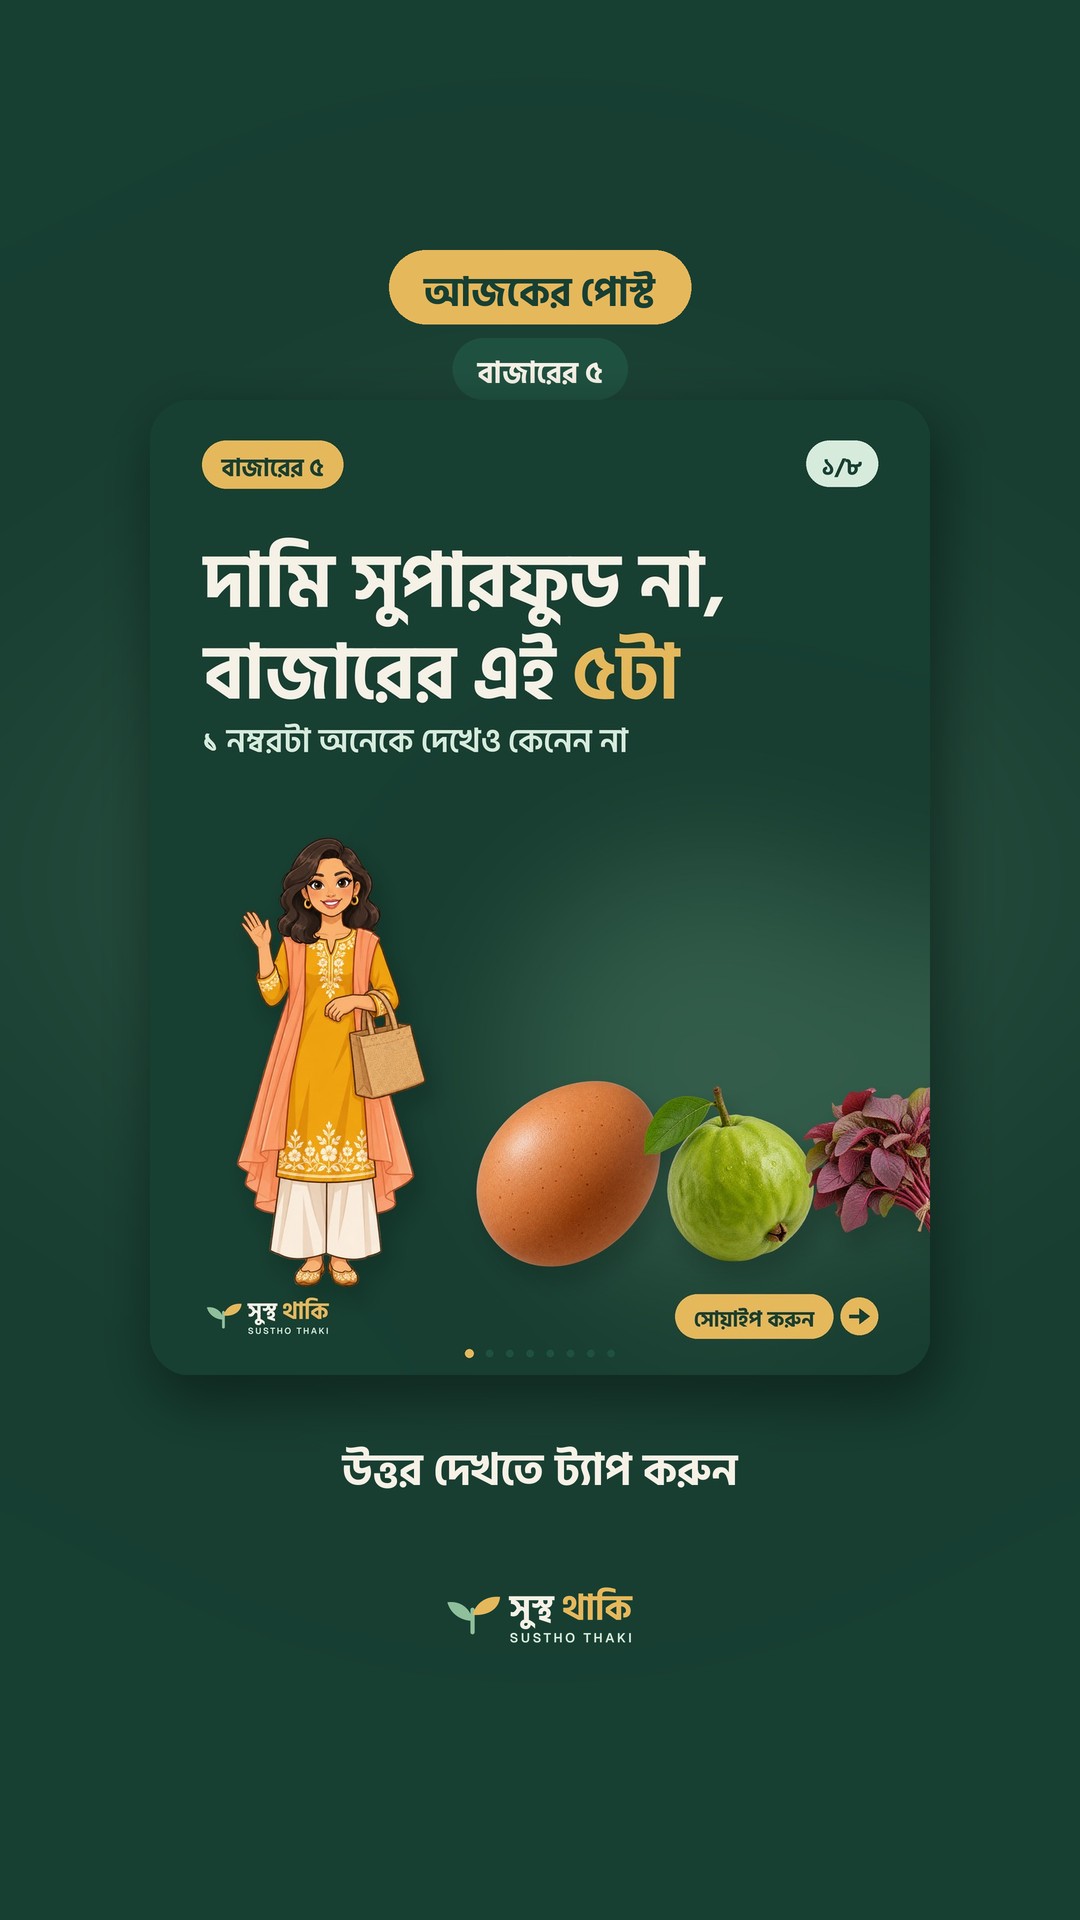 আজকের পোস্ট
বাজারের ৫
বাজারের ৫
১/৮
দামি সুপারফুড না,
বাজারের এই ৫টা
১ নম্বরটা অনেকে দেখেও কেনেন না
সুস্থ থাকি
SUSTHO THAKI
সোয়াইপ করুন
উত্তর দেখতে ট্যাপ করুন
সুস্থ থাকি
SUSTHO THAKI